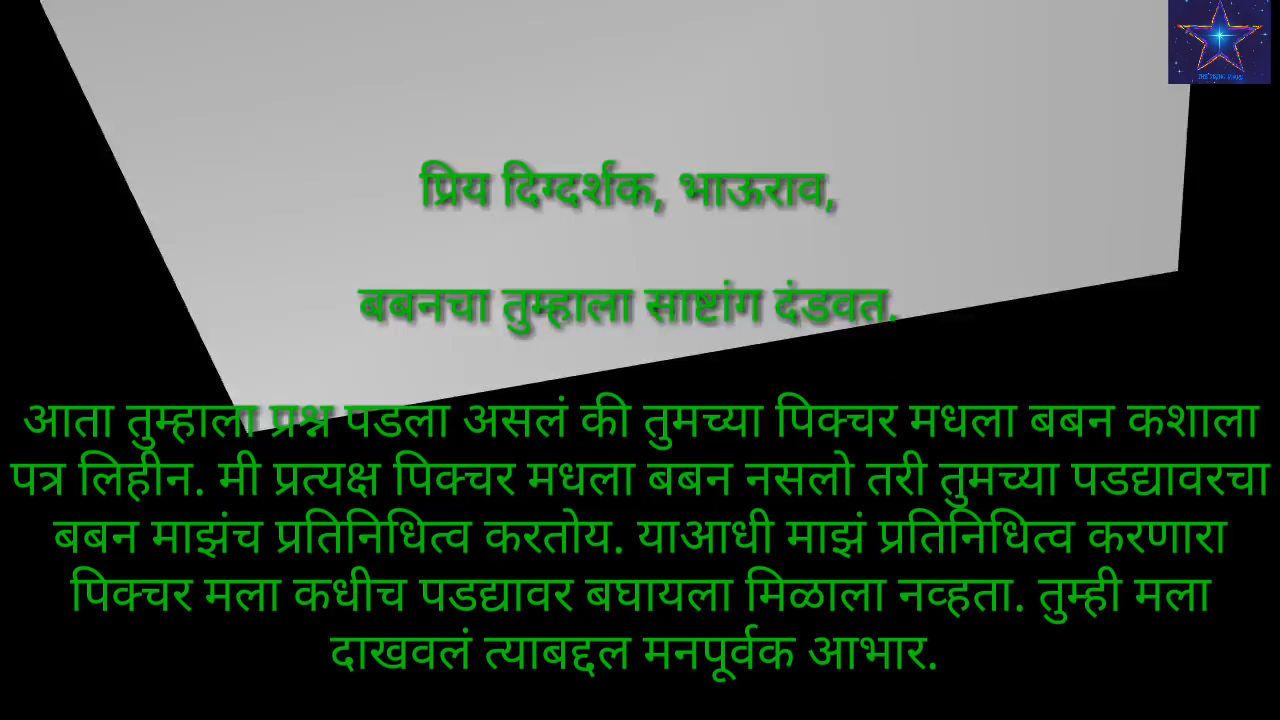 प्रिय दिग्दर्शक, भाऊराव,
बबनचा तुम्हाला साष्टांग दंडवत.
आता तुम्हाला प्रश्न पडला असलं की तुमच्या पिक्चर मधला बबन कशाला
पत्र लिहीन. मी प्रत्यक्ष पिक्चर मधला बबन नसलो तरी तुमच्या पडद्यावरचा
बबन माझंच प्रतिनिधित्व करतोय. याआधी माझं प्रतिनिधित्व करणारा
पिक्चर मला कधीच पडद्यावर बघायला मिळाला नव्हता. तुम्ही मला
दाखवलं त्याबद्दल मनपूर्वक आभार.